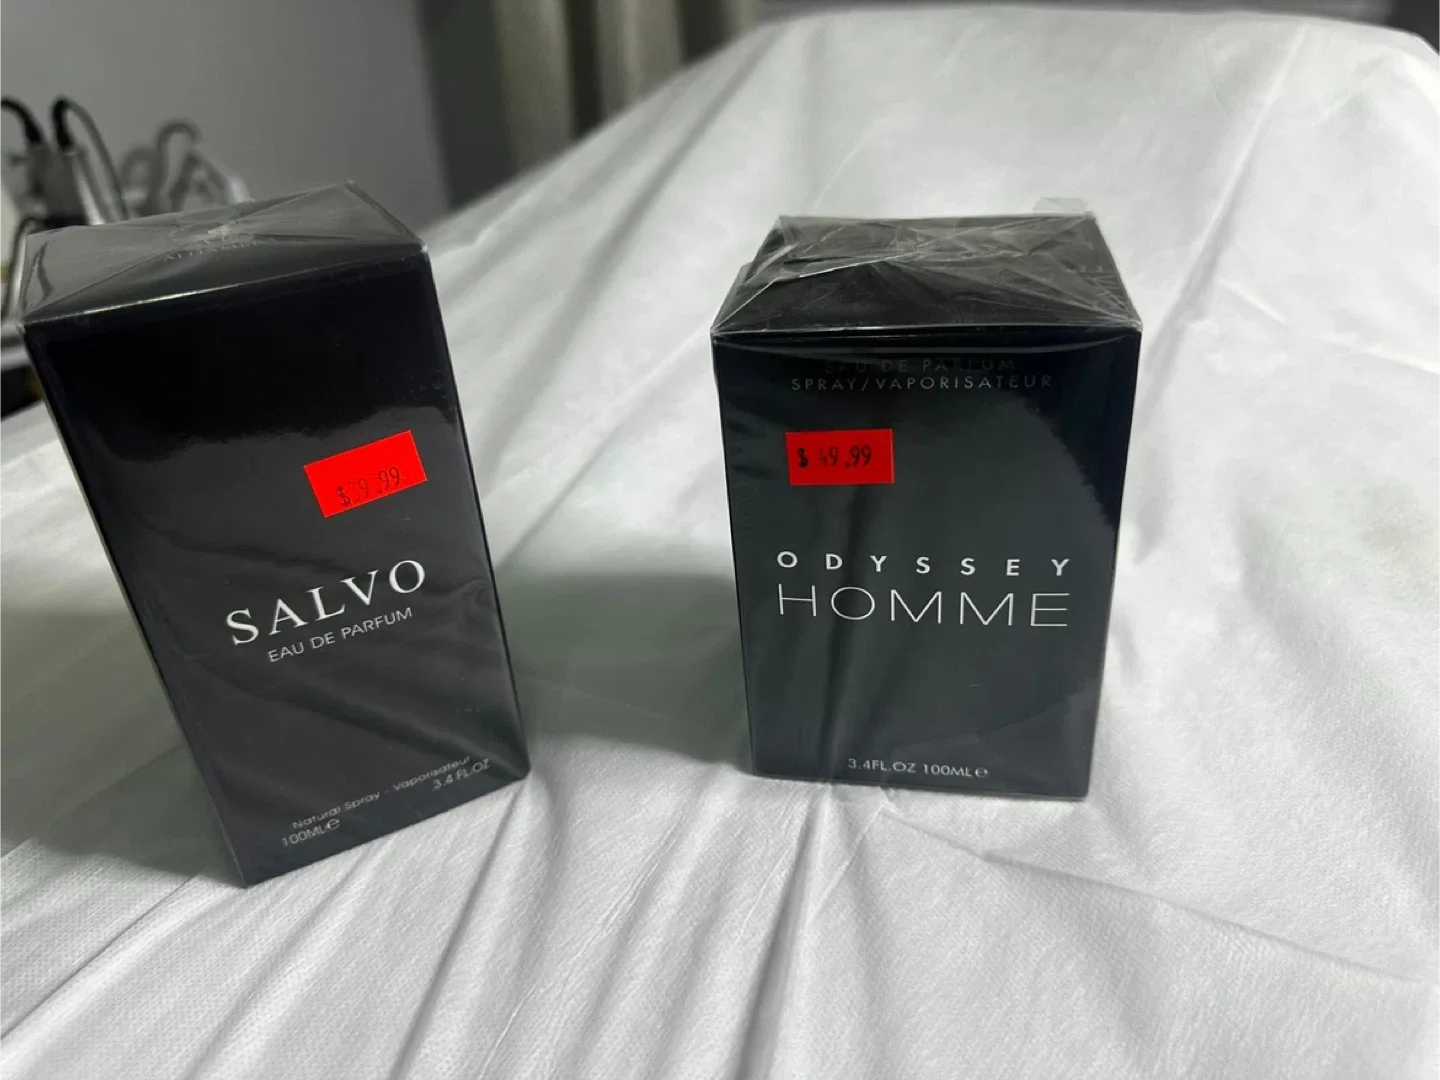 $39.99
SALVO
EAU DE PARFUM
Natural Spray - Vaporisateur
100ML℮ 3.4 FL.OZ
EAU DE PARFUM
SPRAY/VAPORISATEUR
$ 49.99
ODYSSEY
HOMME
3.4FL.OZ 100ML℮